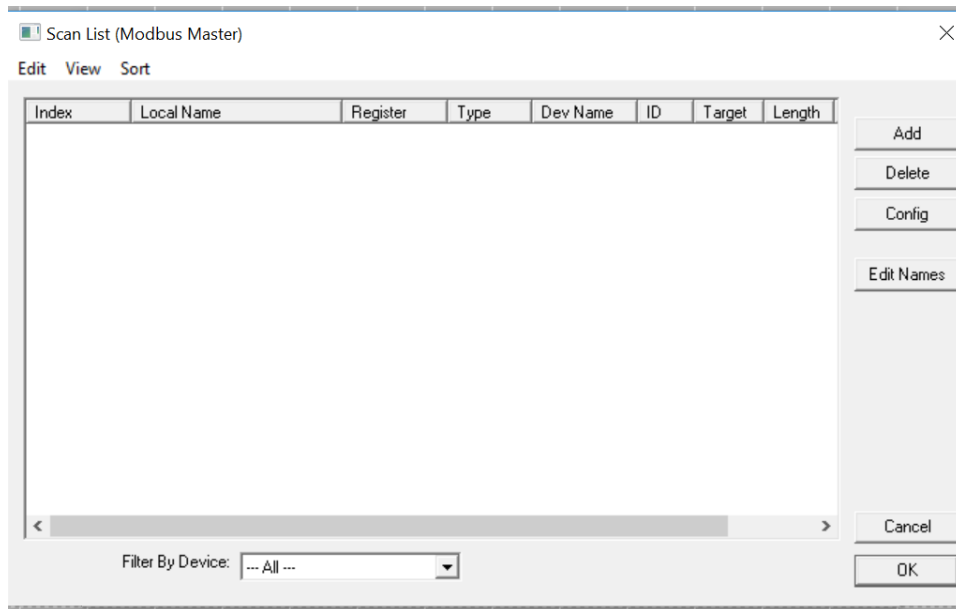 Scan List (Modbus Master)
Edit View Sort
Index Local Name Register Type Dev Name ID Target Length
Add
Delete
Config
Edit Names
Cancel
Filter By Device: --- All ---
OK